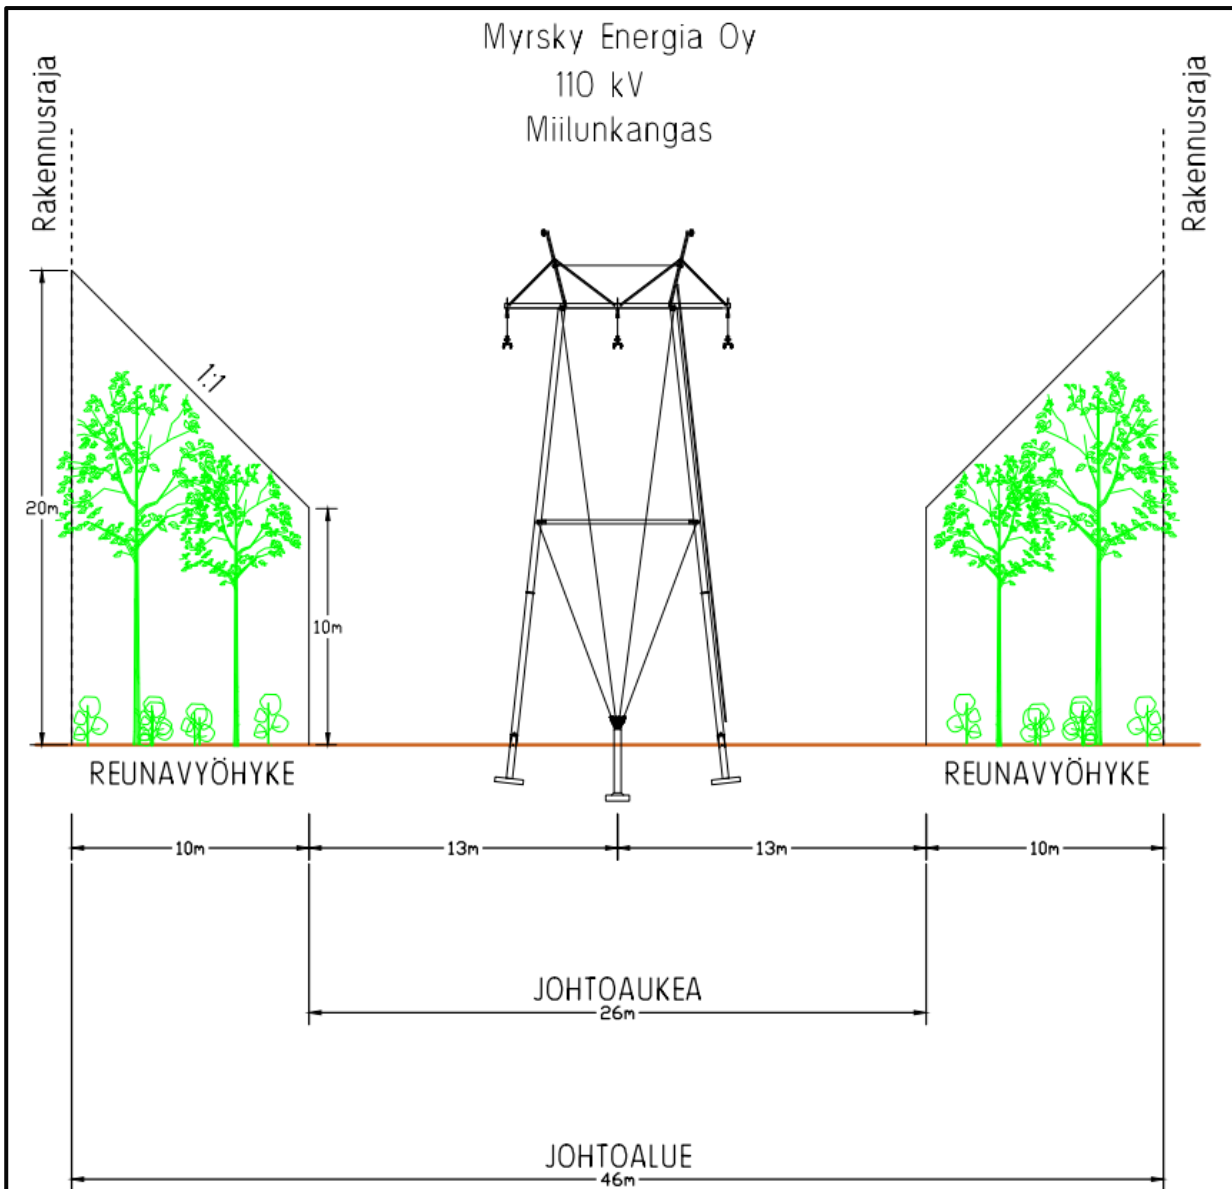 Myrsky Energia Oy
110 kV
Miilunkangas
Rakennusraja
Rakennusraja
1:1
20m
10m
REUNAVYÖHYKE
REUNAVYÖHYKE
10m
13m
13m
10m
JOHTOAUKEA
26m
JOHTOALUE
46m